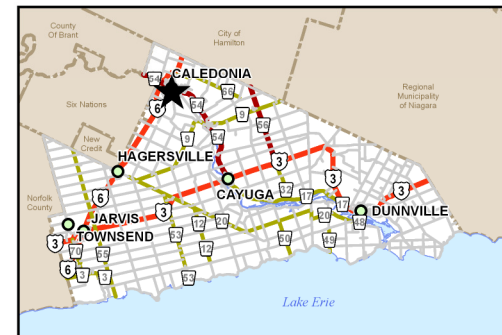 County
Of Brant
City of
Hamilton
CALEDONIA
54
66
Regional
Municipality
of Niagara
Six Nations
6
54
9
56
New
Credit
9
54
HAGERSVILLE
3
3
3
Norfolk
County
6
CAYUGA
32
17
17
DUNNVILLE
JARVIS
3
12
20
20
48
TOWNSEND
3
53
12
50
49
70
55
6
3
3
53
Lake Erie